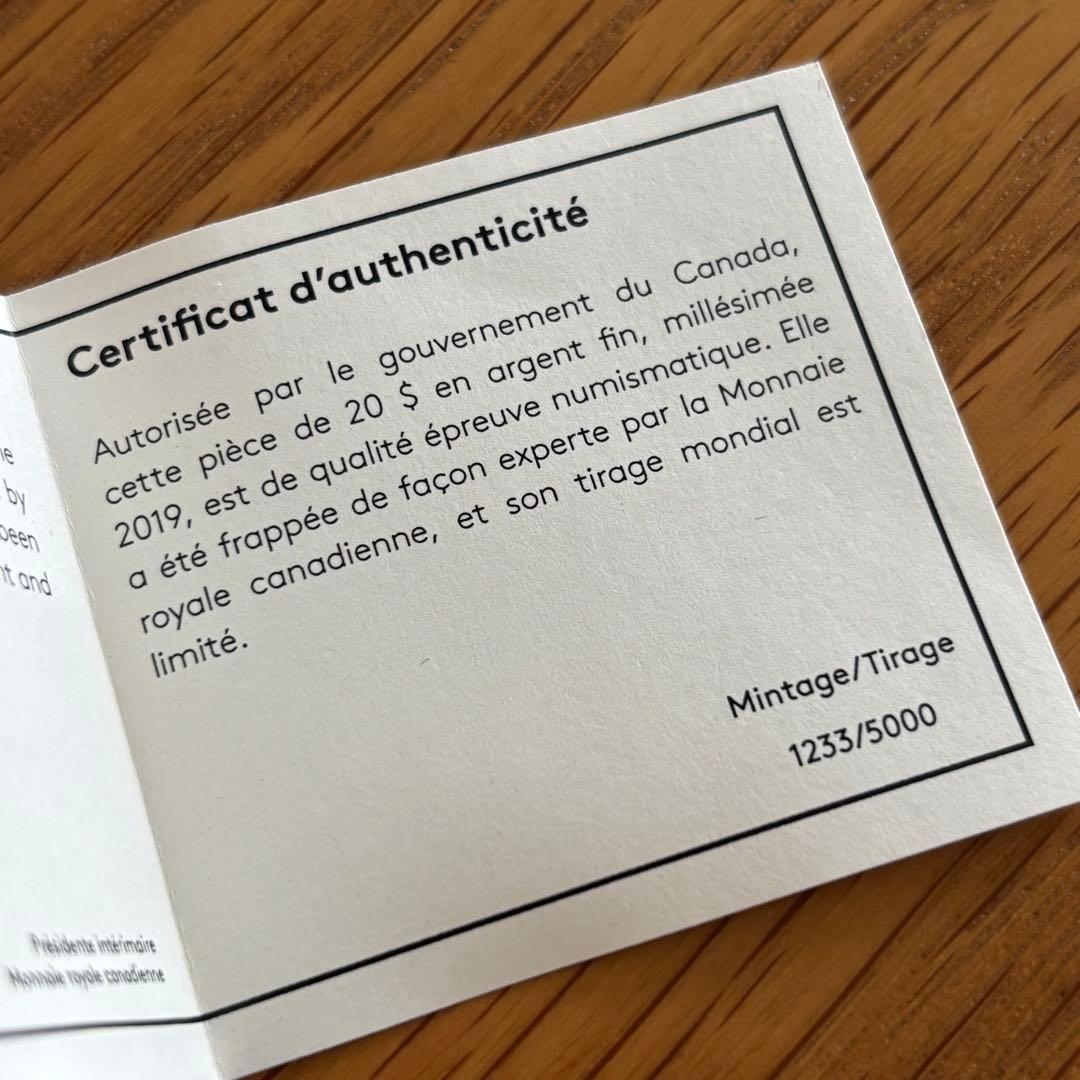 Certificat d'authenticité
Autorisée par le gouvernement du Canada,
cette pièce de 20 $ en argent fin, millésimée
2019, est de qualité épreuve numismatique. Elle
a été frappée de façon experte par la Monnaie
royale canadienne, et son tirage mondial est
limité.
Mintage/Tirage
1233/5000
by
been
and
Présidente intérimaire
Monnaie royale canadienne